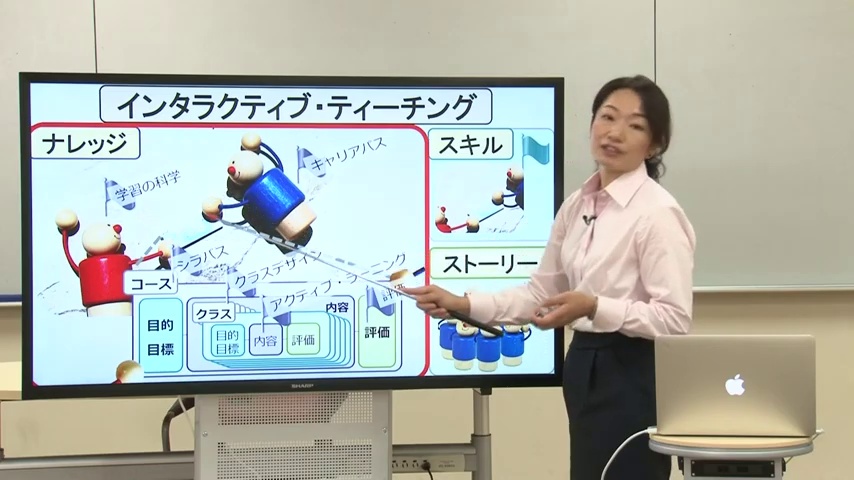 インタラクティブ・ティーチング
ナレッジ
スキル
キャリアパス
学習の科学
シラバス
クラスデザイン
アクティブ・ラーニング
評価
ストーリー
コース
目的
目標
クラス
内容
目的
目標
内容
評価
評価
SHARP